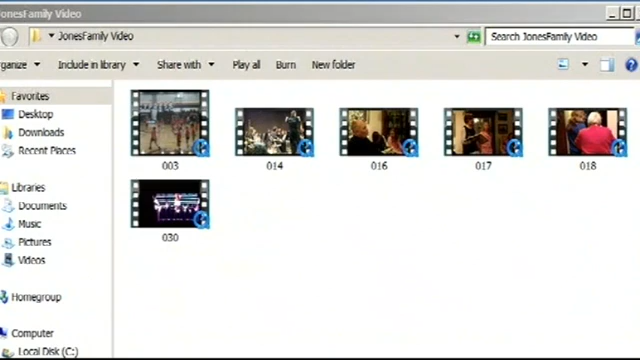 JonesFamily Video
JonesFamily Video
Search JonesFamily Video
rganize
Include in library
Share with
Play all
Burn
New folder
Favorites
Desktop
Downloads
Recent Places
Libraries
Documents
Music
Pictures
Videos
Homegroup
Computer
Local Disk (C:)
003
014
016
017
018
030